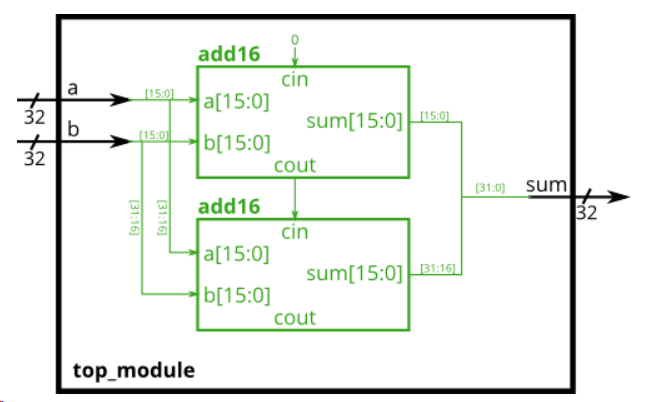 0
add16
cin
a
[15:0]
a[15:0]
32
sum[15:0]
[15:0]
b
[15:0]
b[15:0]
32
cout
[31:0]
sum
32
[31:16]
[31:16]
add16
cin
a[15:0]
sum[15:0]
[31:16]
b[15:0]
cout
top_module